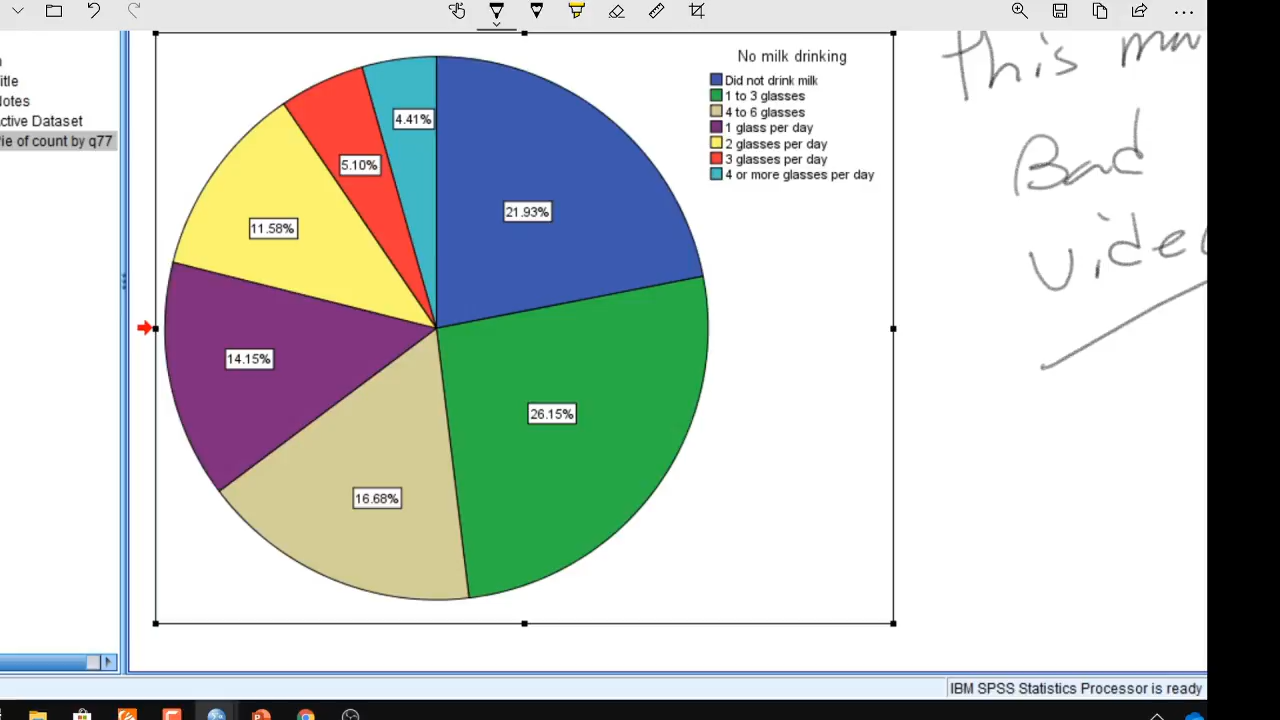 itle
Notes
ctive Dataset
ie of count by q77
No milk drinking
Did not drink milk
1 to 3 glasses
4 to 6 glasses
1 glass per day
2 glasses per day
3 glasses per day
4 or more glasses per day
4.41%
5.10%
21.93%
11.58%
14.15%
26.15%
16.68%
this
Bad
video
IBM SPSS Statistics Processor is ready